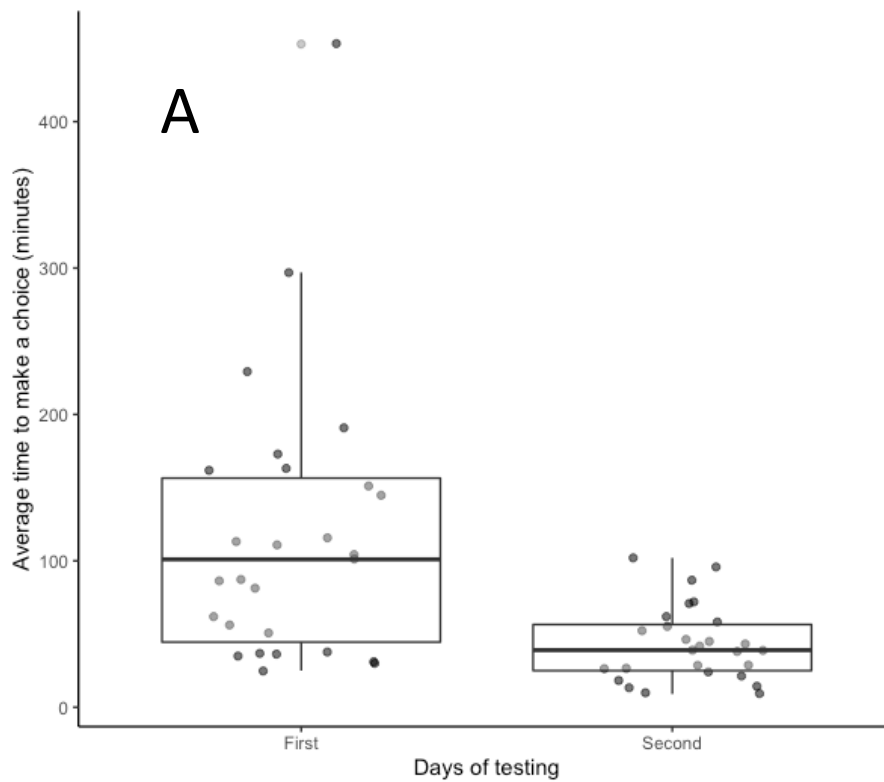 A
Average time to make a choice (minutes)
400
300
200
100
0
First
Second
Days of testing